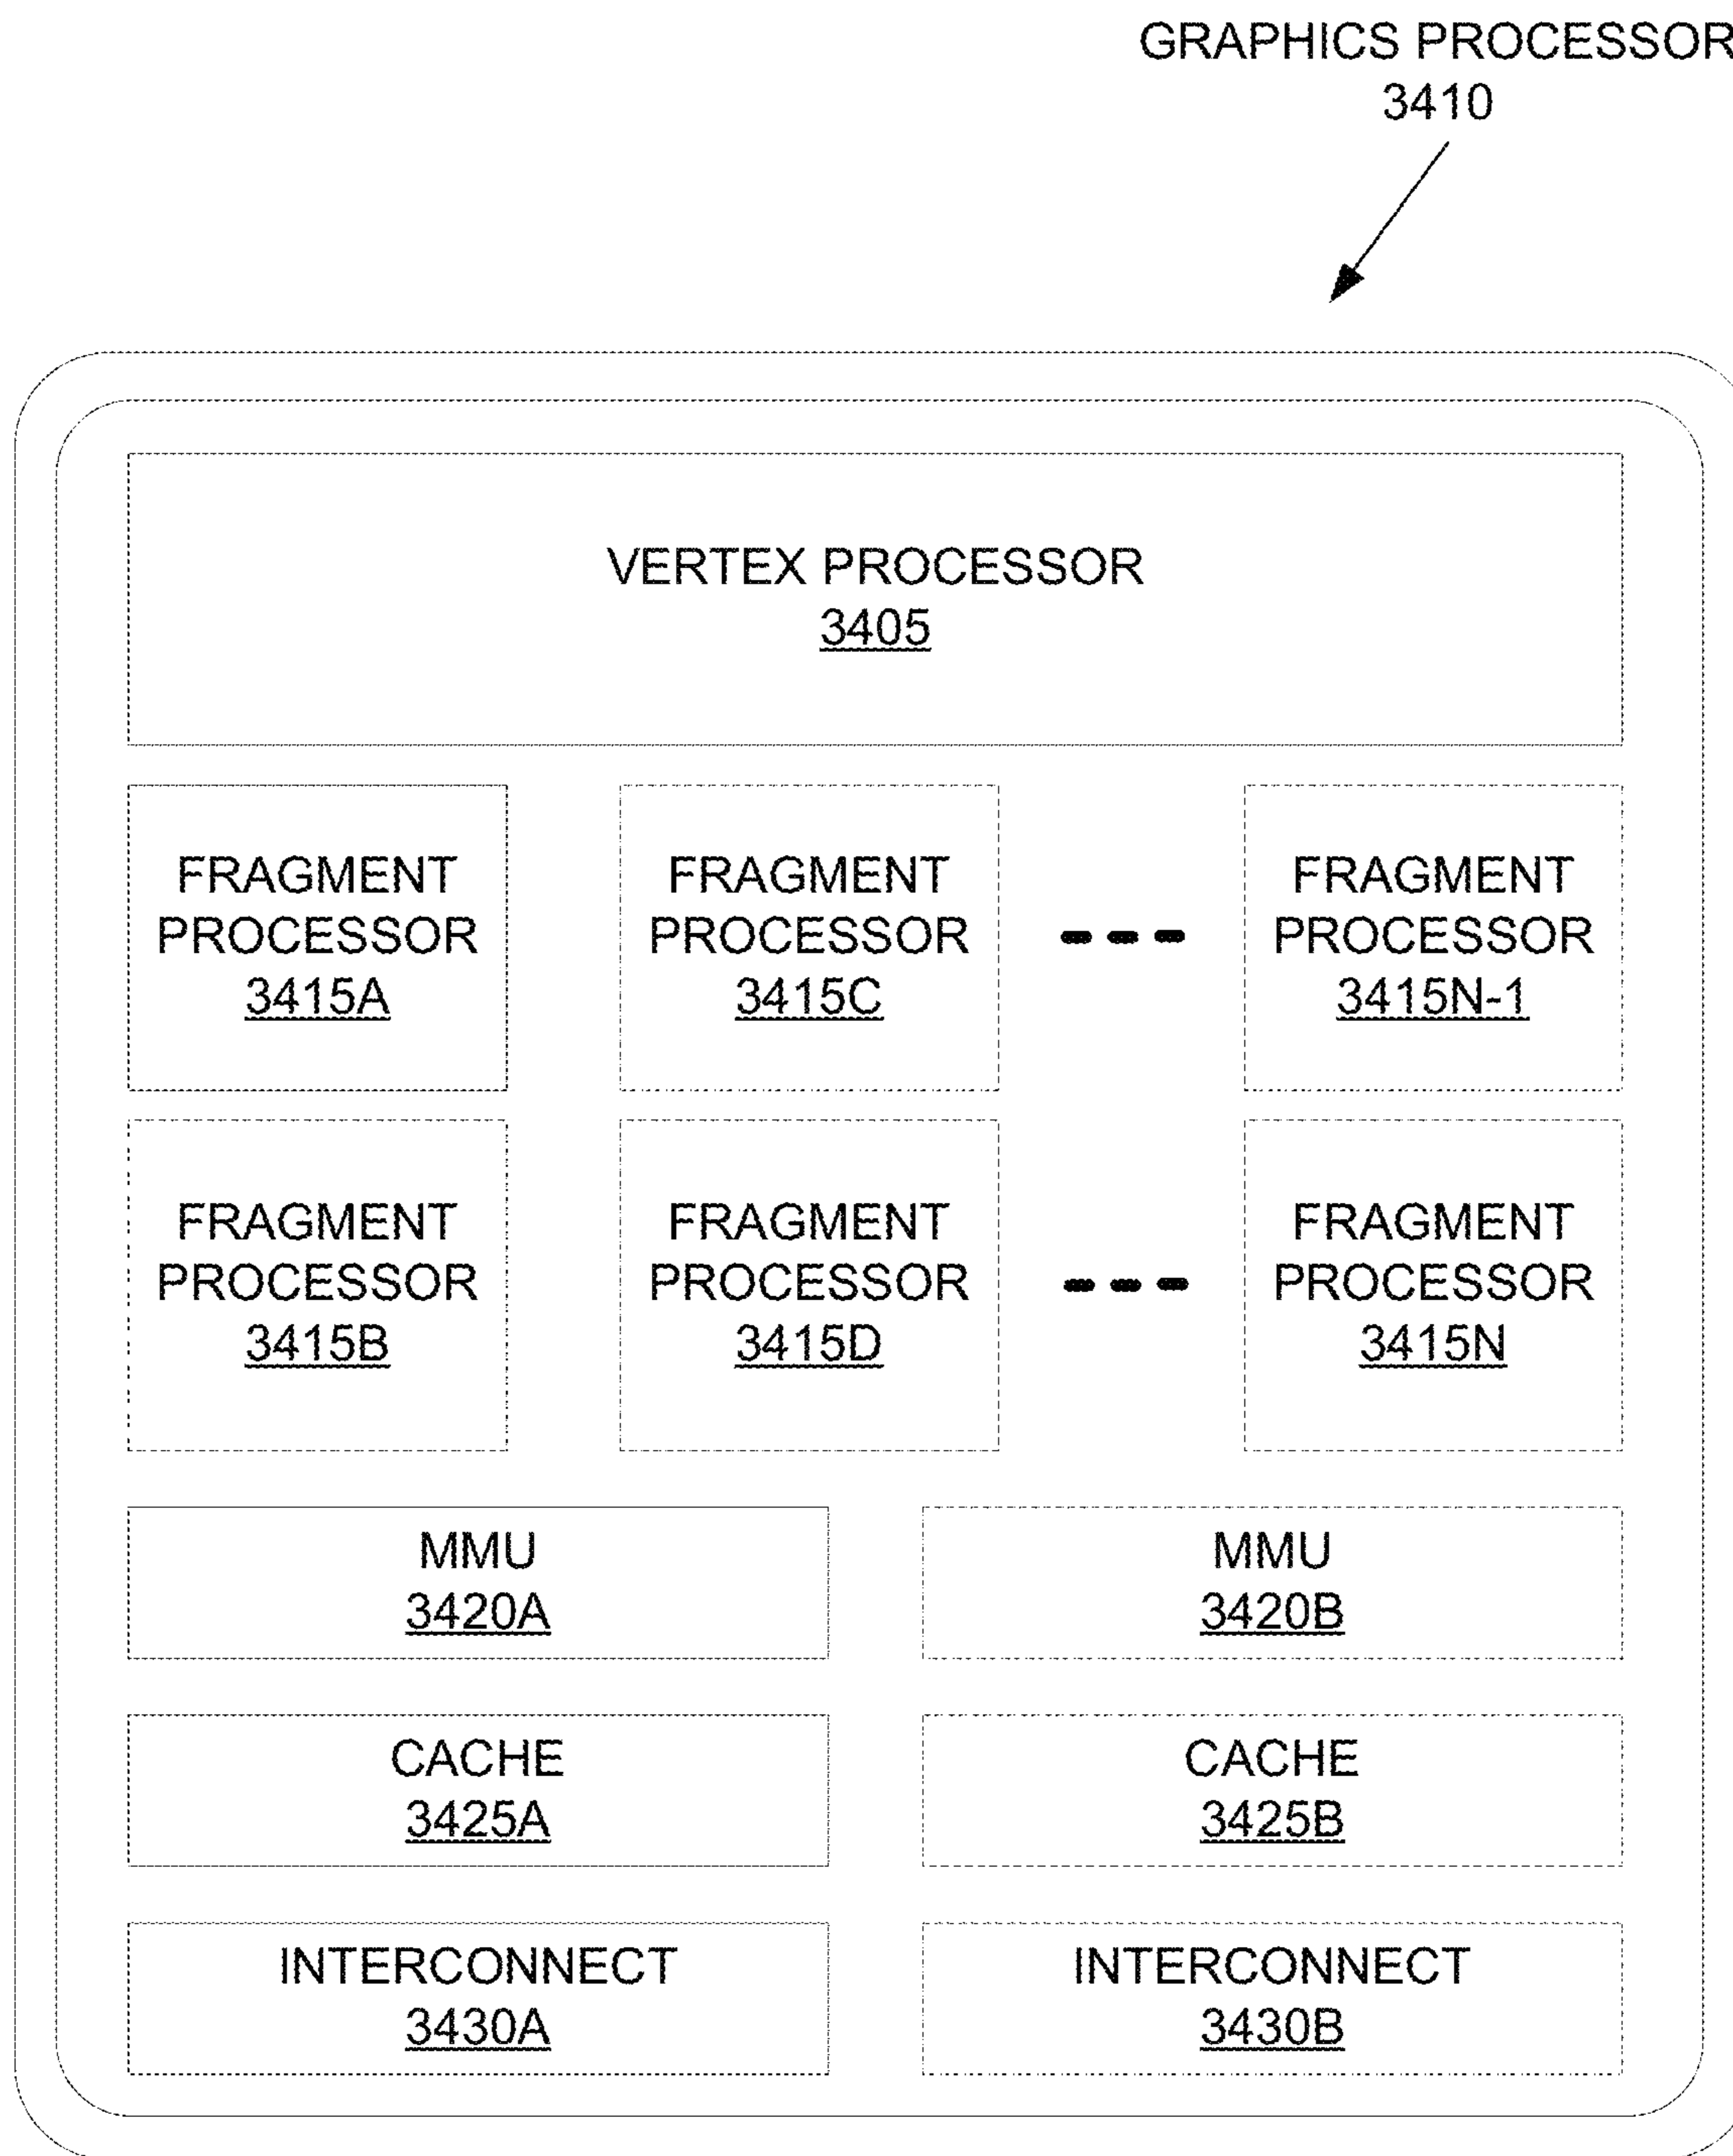 GRAPHICS PROCESSOR
3410
VERTEX PROCESSOR
3405
FRAGMENT
PROCESSOR
3415A
FRAGMENT
PROCESSOR
3415C
FRAGMENT
PROCESSOR
3415N-1
FRAGMENT
PROCESSOR
3415B
FRAGMENT
PROCESSOR
3415D
FRAGMENT
PROCESSOR
3415N
MMU
3420A
MMU
3420B
CACHE
3425A
CACHE
3425B
INTERCONNECT
3430A
INTERCONNECT
3430B